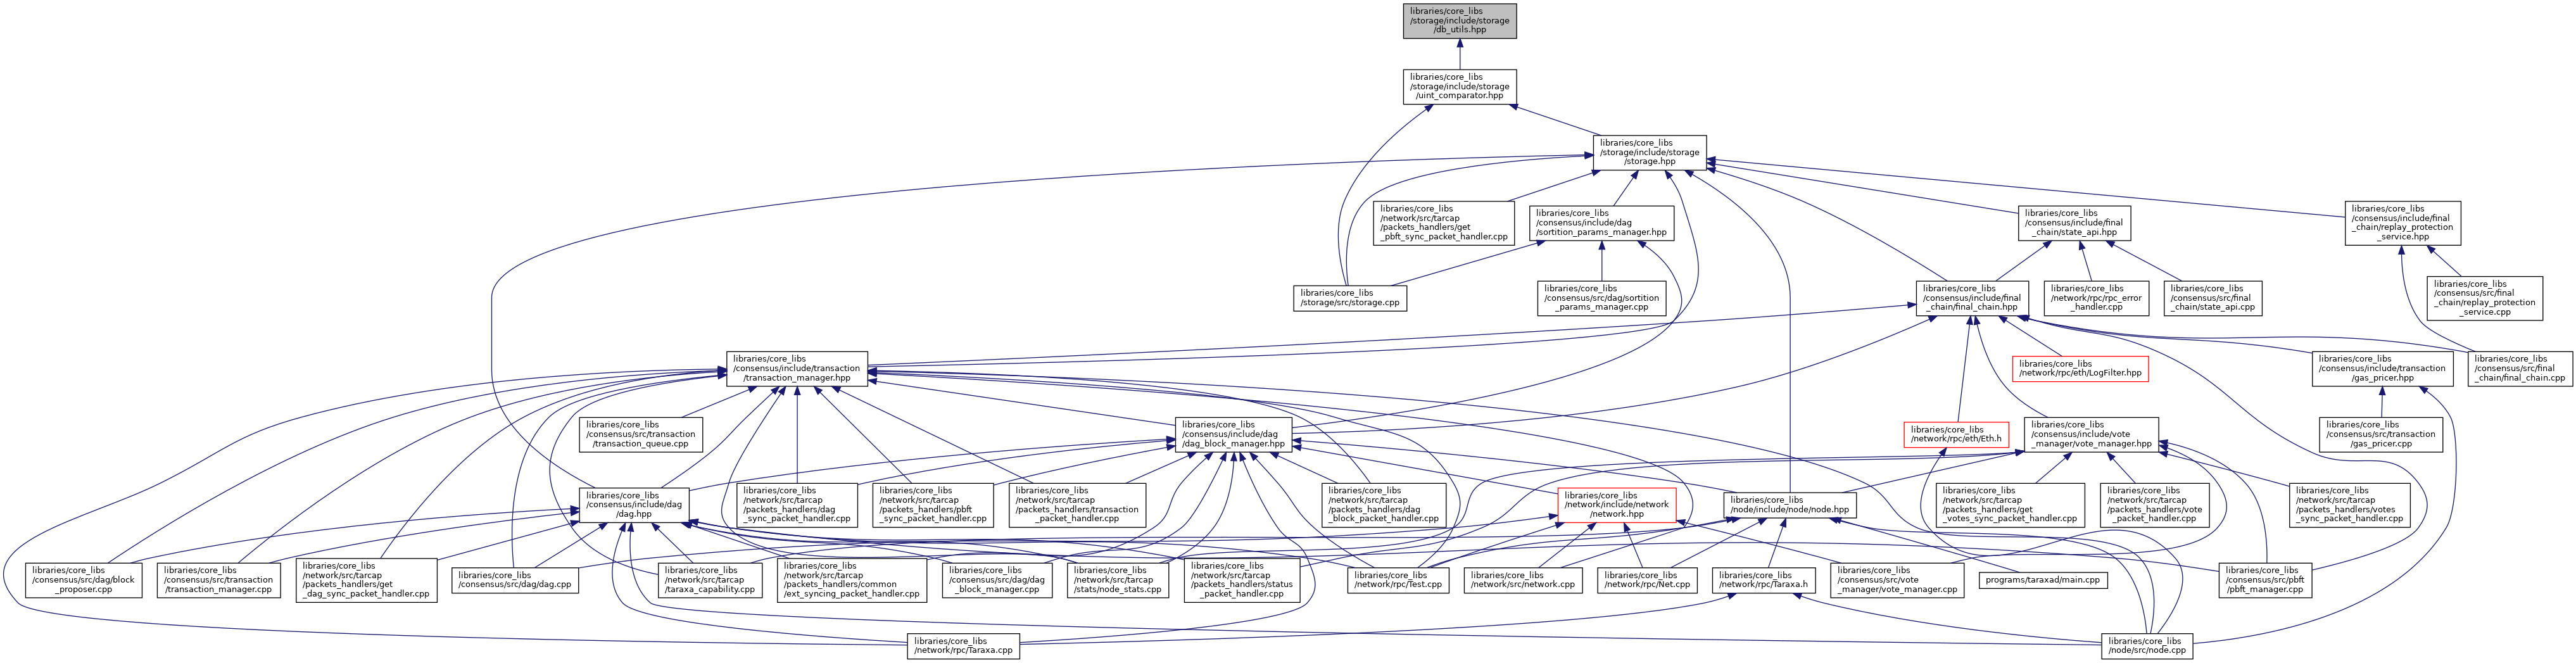 libraries/core_libs
/storage/include/storage
/db_utils.hpp
libraries/core_libs
/storage/include/storage
/uint_comparator.hpp
libraries/core_libs
/storage/include/storage
/storage.hpp
libraries/core_libs
/network/src/tarcap
/packets_handlers/get
_pbft_sync_packet_handler.cpp
libraries/core_libs
/consensus/include/dag
/sortition_params_manager.hpp
libraries/core_libs
/consensus/include/final
_chain/state_api.hpp
libraries/core_libs
/consensus/include/final
_chain/replay_protection
_service.hpp
libraries/core_libs
/storage/src/storage.cpp
libraries/core_libs
/consensus/src/dag/sortition
_params_manager.cpp
libraries/core_libs
/consensus/include/final
_chain/final_chain.hpp
libraries/core_libs
/network/rpc/rpc_error
_handler.cpp
libraries/core_libs
/consensus/src/final
_chain/state_api.cpp
libraries/core_libs
/consensus/src/final
_chain/replay_protection
_service.cpp
libraries/core_libs
/consensus/include/transaction
/transaction_manager.hpp
libraries/core_libs
/network/rpc/eth/LogFilter.hpp
libraries/core_libs
/consensus/include/transaction
/gas_pricer.hpp
libraries/core_libs
/consensus/src/final
_chain/final_chain.cpp
libraries/core_libs
/consensus/src/transaction
/transaction_queue.cpp
libraries/core_libs
/consensus/include/dag
/dag_block_manager.hpp
libraries/core_libs
/network/rpc/eth/Eth.h
libraries/core_libs
/consensus/include/vote
_manager/vote_manager.hpp
libraries/core_libs
/consensus/src/transaction
/gas_pricer.cpp
libraries/core_libs
/consensus/include/dag
/dag.hpp
libraries/core_libs
/network/src/tarcap
/packets_handlers/dag
_sync_packet_handler.cpp
libraries/core_libs
/network/src/tarcap
/packets_handlers/pbft
_sync_packet_handler.cpp
libraries/core_libs
/network/src/tarcap
/packets_handlers/transaction
_packet_handler.cpp
libraries/core_libs
/network/src/tarcap
/packets_handlers/dag
_block_packet_handler.cpp
libraries/core_libs
/network/include/network
/network.hpp
libraries/core_libs
/node/include/node/node.hpp
libraries/core_libs
/network/src/tarcap
/packets_handlers/get
_votes_sync_packet_handler.cpp
libraries/core_libs
/network/src/tarcap
/packets_handlers/vote
_packet_handler.cpp
libraries/core_libs
/network/src/tarcap
/packets_handlers/votes
_sync_packet_handler.cpp
libraries/core_libs
/consensus/src/dag/block
_proposer.cpp
libraries/core_libs
/consensus/src/transaction
/transaction_manager.cpp
libraries/core_libs
/network/src/tarcap
/packets_handlers/get
_dag_sync_packet_handler.cpp
libraries/core_libs
/consensus/src/dag/dag.cpp
libraries/core_libs
/network/src/tarcap
/taraxa_capability.cpp
libraries/core_libs
/network/src/tarcap
/packets_handlers/common
/ext_syncing_packet_handler.cpp
libraries/core_libs
/consensus/src/dag/dag
_block_manager.cpp
libraries/core_libs
/network/src/tarcap
/stats/node_stats.cpp
libraries/core_libs
/network/src/tarcap
/packets_handlers/status
_packet_handler.cpp
libraries/core_libs
/network/rpc/Test.cpp
libraries/core_libs
/network/src/network.cpp
libraries/core_libs
/network/rpc/Net.cpp
libraries/core_libs
/network/rpc/Taraxa.h
libraries/core_libs
/consensus/src/vote
_manager/vote_manager.cpp
programs/taraxad/main.cpp
libraries/core_libs
/consensus/src/pbft
/pbft_manager.cpp
libraries/core_libs
/network/rpc/Taraxa.cpp
libraries/core_libs
/node/src/node.cpp